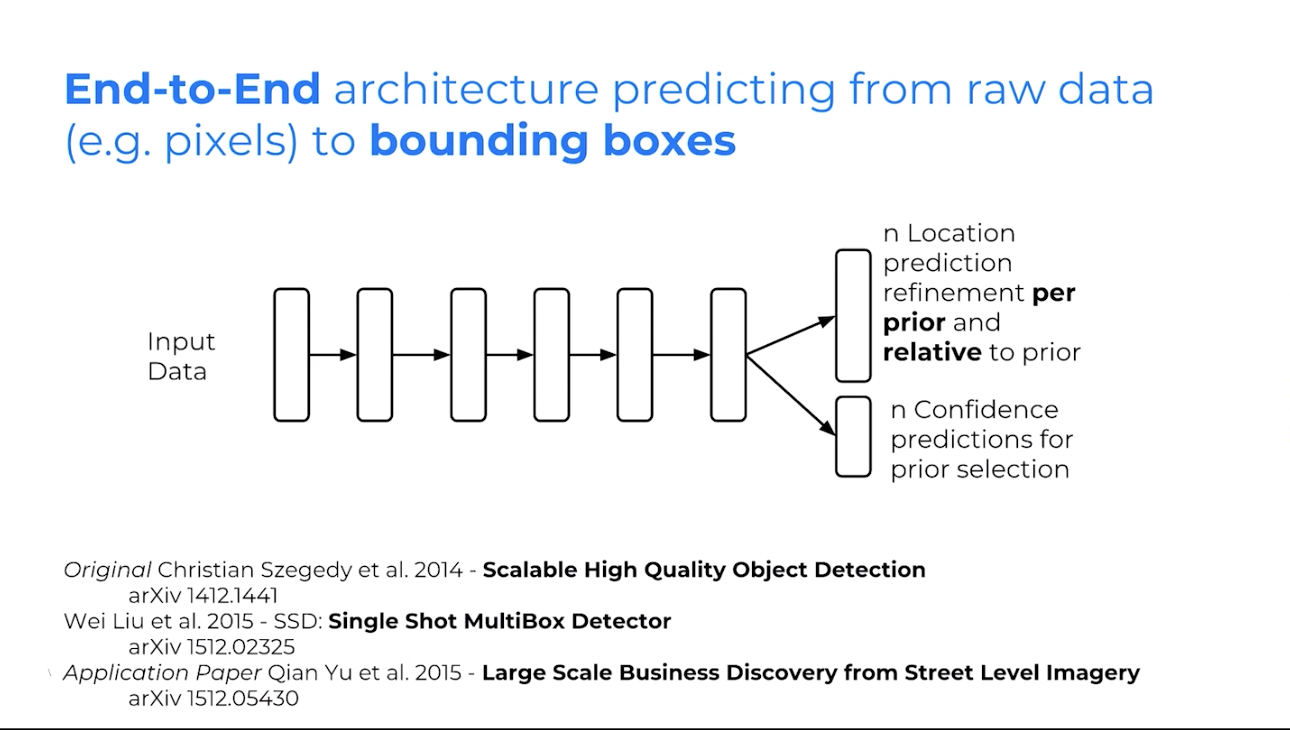 End-to-End architecture predicting from raw data
(e.g. pixels) to bounding boxes
Input
Data
n Location
prediction
refinement per
prior and
relative to prior
n Confidence
predictions for
prior selection
Original Christian Szegedy et al. 2014 - Scalable High Quality Object Detection
arXiv 1412.1441
Wei Liu et al. 2015 - SSD: Single Shot MultiBox Detector
arXiv 1512.02325
Application Paper Qian Yu et al. 2015 - Large Scale Business Discovery from Street Level Imagery
arXiv 1512.05430